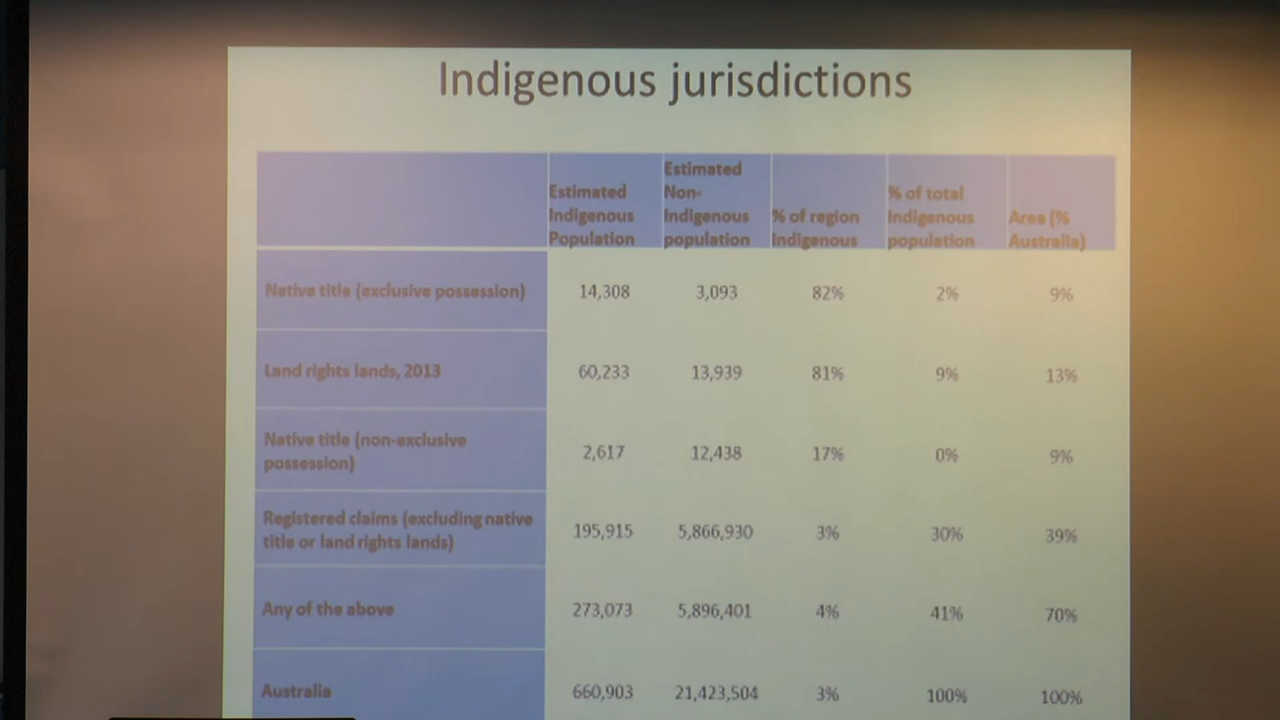 Indigenous jurisdictions
Estimated Indigenous Population
Estimated Non-Indigenous population
% of region Indigenous
% of total Indigenous population
Area (% Australia)
Native title (exclusive possession) 14,308 3,093 82% 2% 9%
Land rights lands, 2013 60,233 13,939 81% 9% 13%
Native title (non-exclusive possession) 2,617 12,438 17% 0% 9%
Registered claims (excluding native title or land rights lands) 195,915 5,866,930 3% 30% 39%
Any of the above 273,073 5,896,401 4% 41% 70%
Australia 660,903 21,423,504 3% 100% 100%